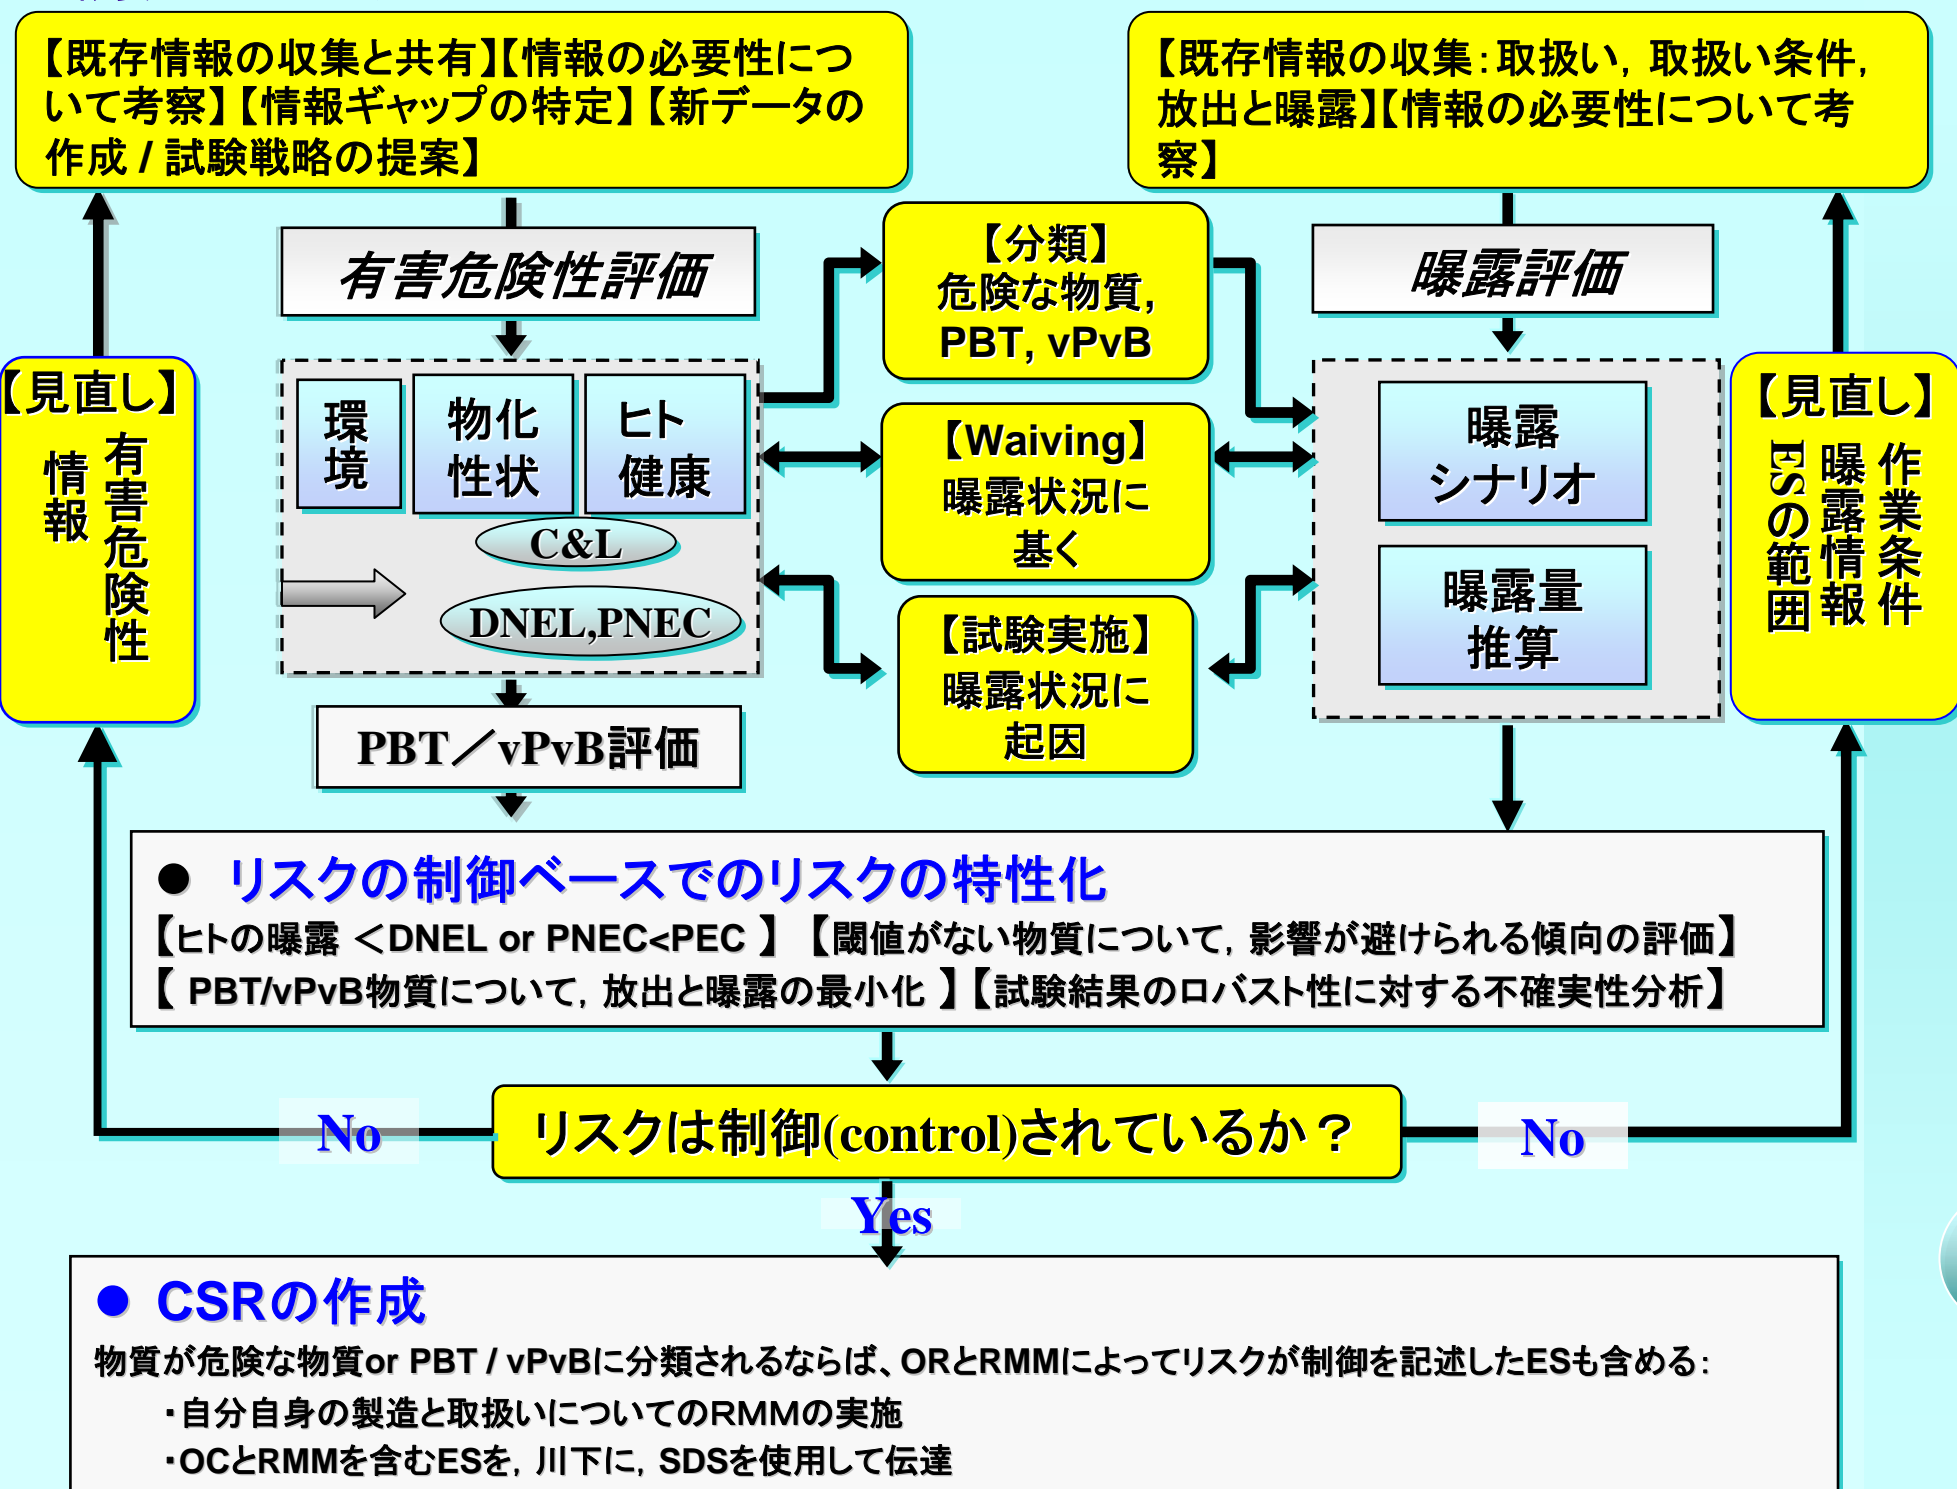 【既存情報の収集と共有】【情報の必要性につ
いて考察】【情報ギャップの特定】【新データの
作成 / 試験戦略の提案】
【既存情報の収集：取扱い, 取扱い条件,
放出と曝露】【情報の必要性について考
察】
有害危険性評価
【分類】
危険な物質,
PBT, vPvB
曝露評価
【見直し】
有害危険性
情報
環
境
物化
性状
ヒト
健康
C&L
DNEL,PNEC
【Waiving】
曝露状況に
基く
【試験実施】
曝露状況に
起因
曝露
シナリオ
曝露量
推算
【見直し】
作業条件
曝露情報
ESの範囲
PBT／vPvB評価
● リスクの制御ベースでのリスクの特性化
【ヒトの曝露 ＜DNEL or PNEC<PEC 】 【閾値がない物質について, 影響が避けられる傾向の評価】
【 PBT/vPvB物質について, 放出と曝露の最小化 】【試験結果のロバスト性に対する不確実性分析】
リスクは制御(control)されているか？
No
No
Yes
● CSRの作成
物質が危険な物質or PBT / vPvBに分類されるならば、ORとRMMによってリスクが制御を記述したESも含める：
・自分自身の製造と取扱いについてのRMMの実施
・OCとRMMを含むESを, 川下に, SDSを使用して伝達